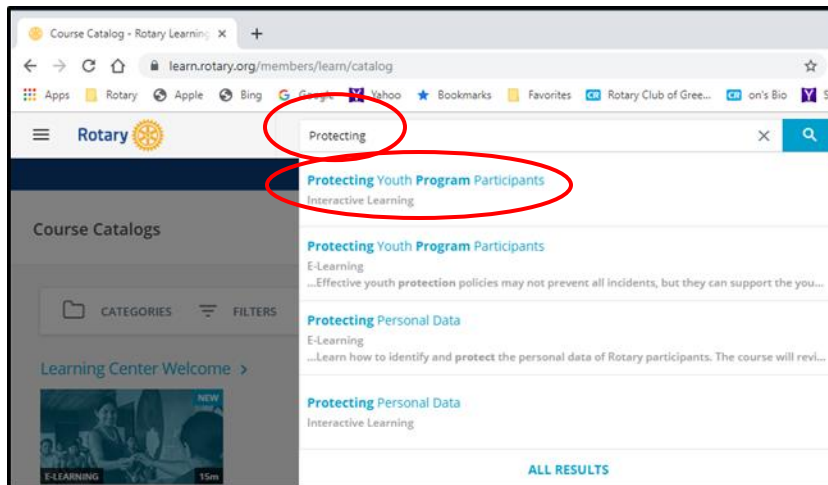 Course Catalog - Rotary Learning
learn.rotary.org/members/learn/catalog
Apps Rotary Apple Bing Google Yahoo Bookmarks Favorites CR Rotary Club of Gree... CR on's Bio
Rotary
Protecting
Protecting Youth Program Participants
Interactive Learning
Course Catalogs
Protecting Youth Program Participants
E-Learning
...Effective youth protection policies may not prevent all incidents, but they can support the you...
CATEGORIES FILTERS
Protecting Personal Data
E-Learning
...Learn how to identify and protect the personal data of Rotary participants. The course will revi...
Learning Center Welcome >
NEW
Protecting Personal Data
Interactive Learning
E-LEARNING 15m
ALL RESULTS